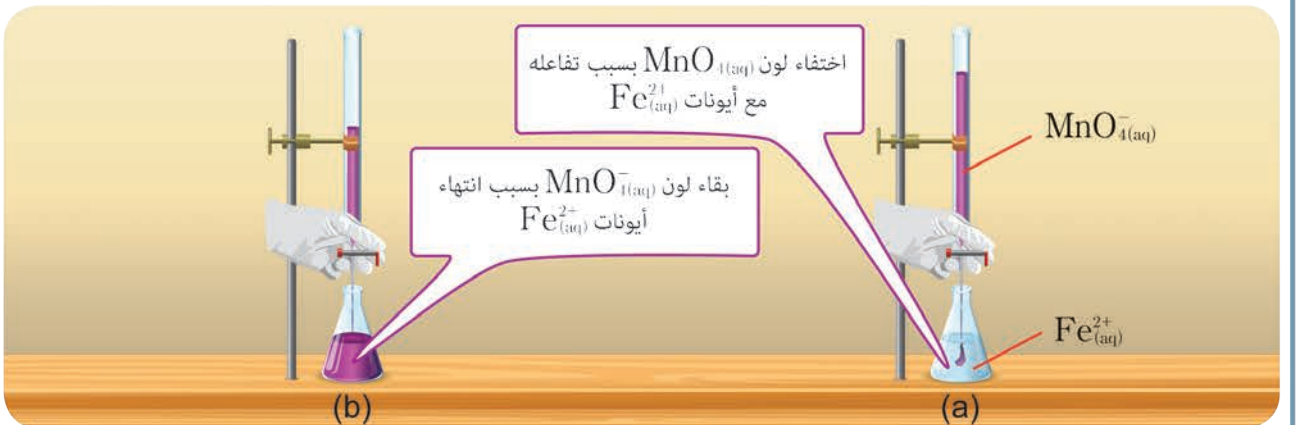 اختفاء لون MnO₄(aq) بسبب تفاعله
مع أيونات Fe²⁺(aq)
MnO₄⁻(aq)
بقاء لون MnO₄⁻(aq) بسبب انتهاء
أيونات Fe²⁺(aq)
Fe²⁺(aq)
(a)
(b)